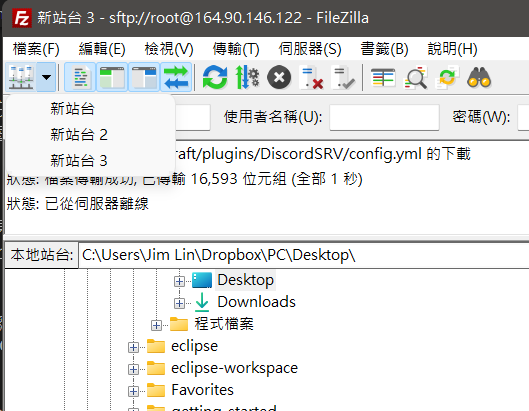 新站台 3 - sftp://root@164.90.146.122 - FileZilla
檔案(F) 編輯(E) 檢視(V) 傳輸(T) 伺服器(S) 書籤(B) 說明(H)
新站台
新站台 2
新站台 3
使用者名稱(U): 密碼(W):
raft/plugins/DiscordSRV/config.yml 的下載
狀態: 檔案傳輸成功, 已傳輸 16,593 位元組 (全部 1 秒)
狀態: 已從伺服器離線
本地站台: C:\Users\Jim Lin\Dropbox\PC\Desktop\
Desktop
Downloads
程式檔案
eclipse
eclipse-workspace
Favorites
getting-started